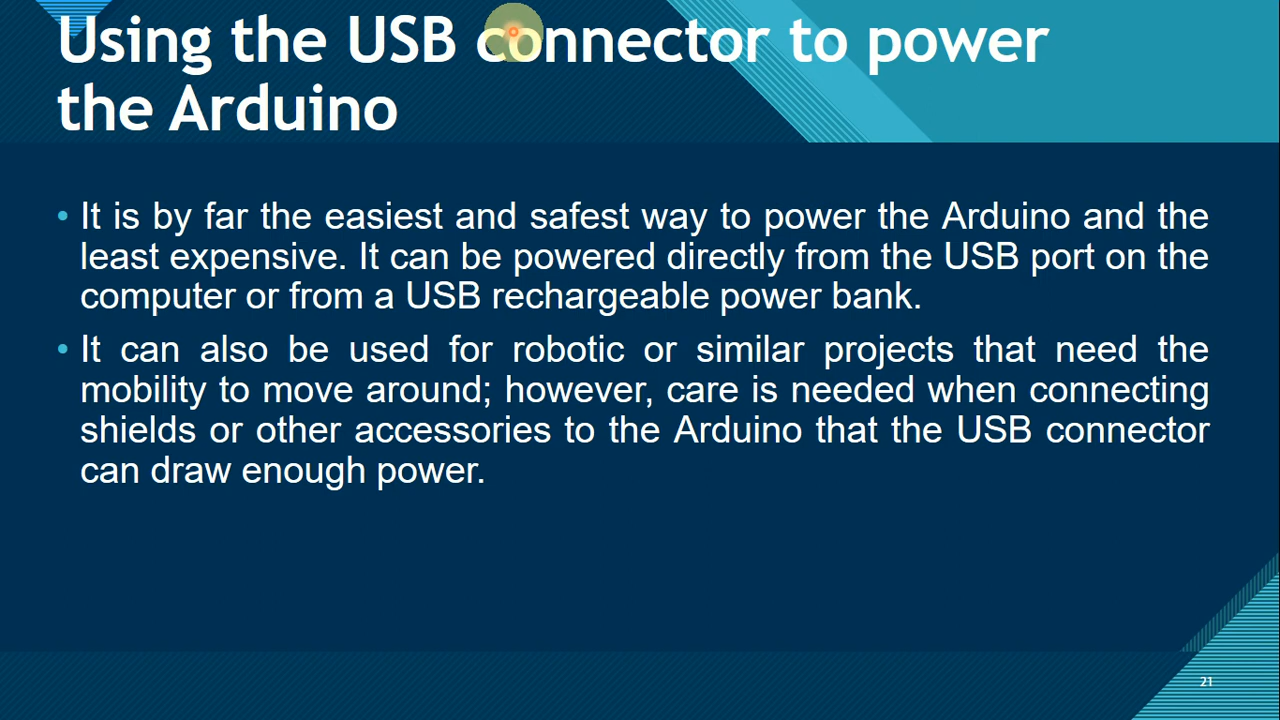 Using the USB connector to power
the Arduino
• It is by far the easiest and safest way to power the Arduino and the
least expensive. It can be powered directly from the USB port on the
computer or from a USB rechargeable power bank.
• It can also be used for robotic or similar projects that need the
mobility to move around; however, care is needed when connecting
shields or other accessories to the Arduino that the USB connector
can draw enough power.
21